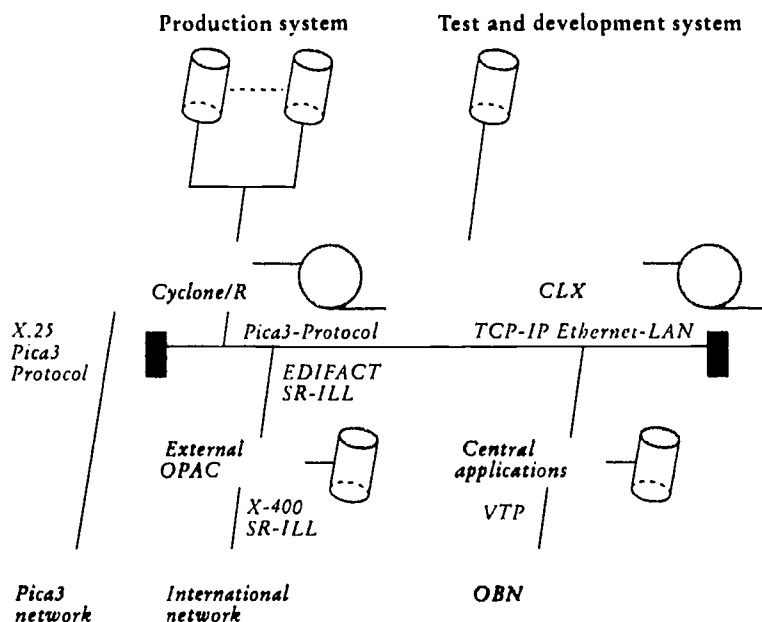 Production system
Test and development system
Cyclone/R
CLX
X.25
Pica3
Protocol
Pica3-Protocol
TCP-IP Ethernet-LAN
EDIFACT
SR-ILL
External
OPAC
Central
applications
X-400
SR-ILL
VTP
Pica3
network
International
network
OBN